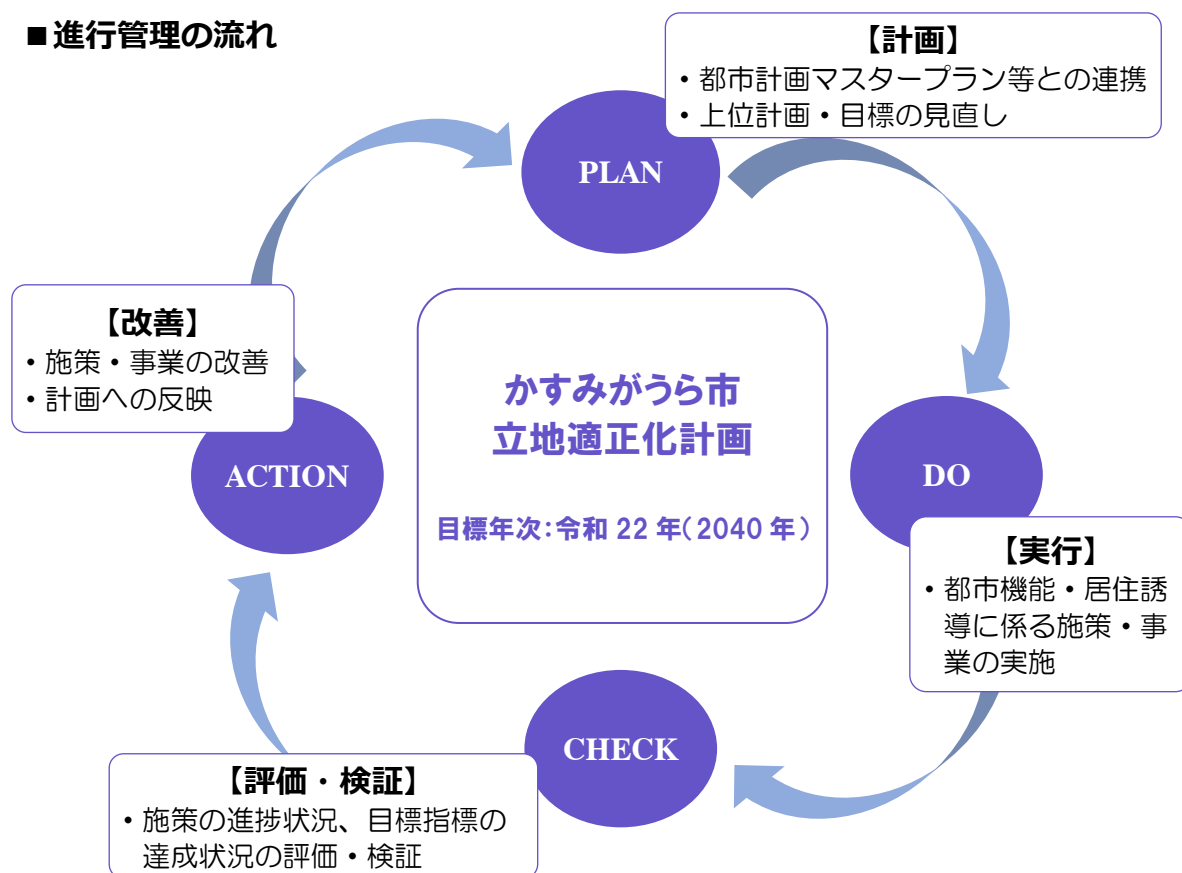 ■進行管理の流れ
【計画】
・都市計画マスタープラン等との連携
・上位計画・目標の見直し
PLAN
【改善】
・施策・事業の改善
・計画への反映
ACTION
かすみがうら市
立地適正化計画
目標年次:令和 22 年(2040 年)
DO
【実行】
・都市機能・居住誘
導に係る施策・事
業の実施
CHECK
【評価・検証】
・施策の進捗状況、目標指標の
達成状況の評価・検証